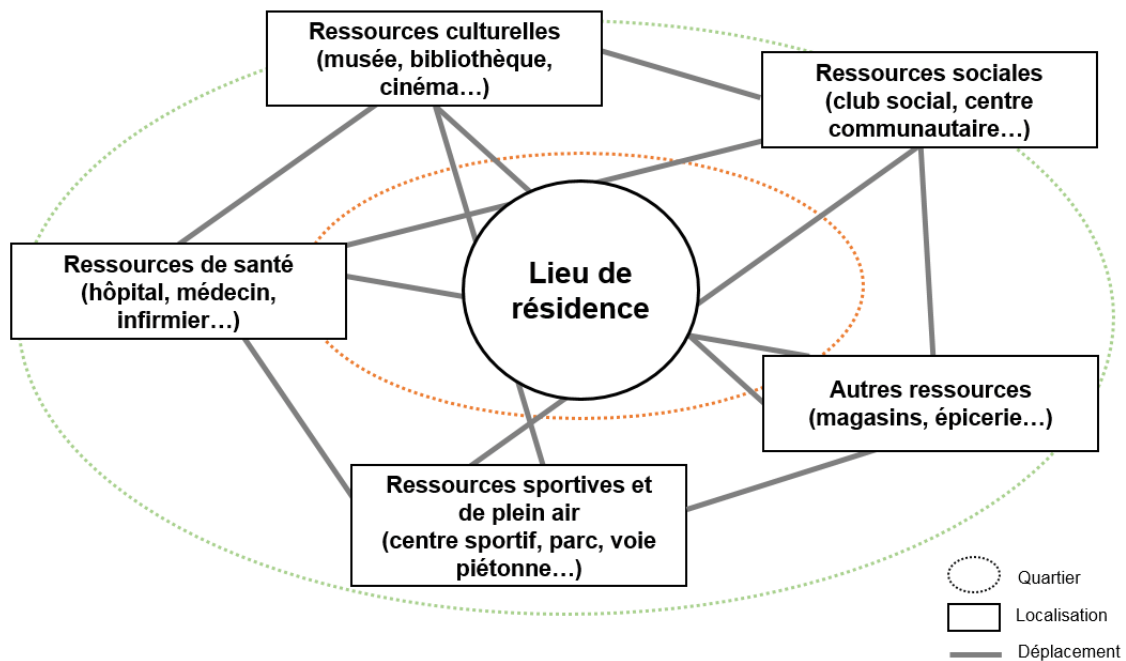 Ressources culturelles
(musée, bibliothèque,
cinéma…)
Ressources sociales
(club social, centre
communautaire…)
Ressources de santé
(hôpital, médecin,
infirmier…)
Lieu de
résidence
Autres ressources
(magasins, épicerie…)
Ressources sportives et
de plein air
(centre sportif, parc, voie
piétonne…)
Quartier
Localisation
Déplacement